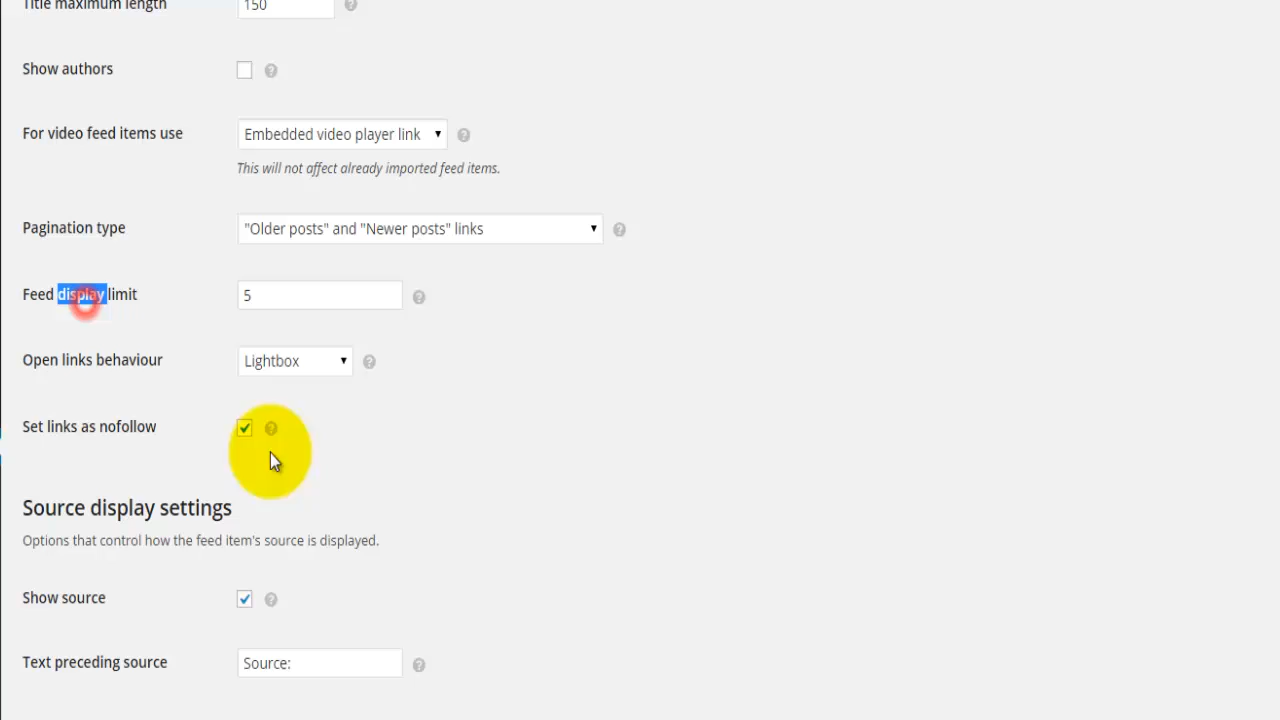 Title maximum length 150 ?
Show authors ?
For video feed items use Embedded video player link ?
This will not affect already imported feed items.
Pagination type "Older posts" and "Newer posts" links ?
Feed display limit 5 ?
Open links behaviour Lightbox ?
Set links as nofollow ?
Source display settings
Options that control how the feed item's source is displayed.
Show source ?
Text preceding source Source: ?